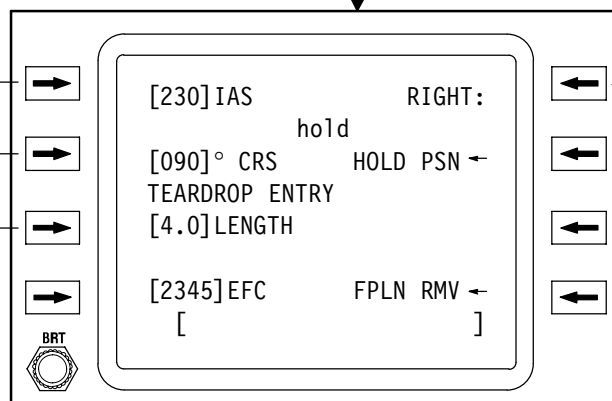 [230]IAS RIGHT:
hold
[090]° CRS HOLD PSN ←
TEARDROP ENTRY
[4.0]LENGTH
[2345]EFC FPLN RMV ←
[ ]
BRT